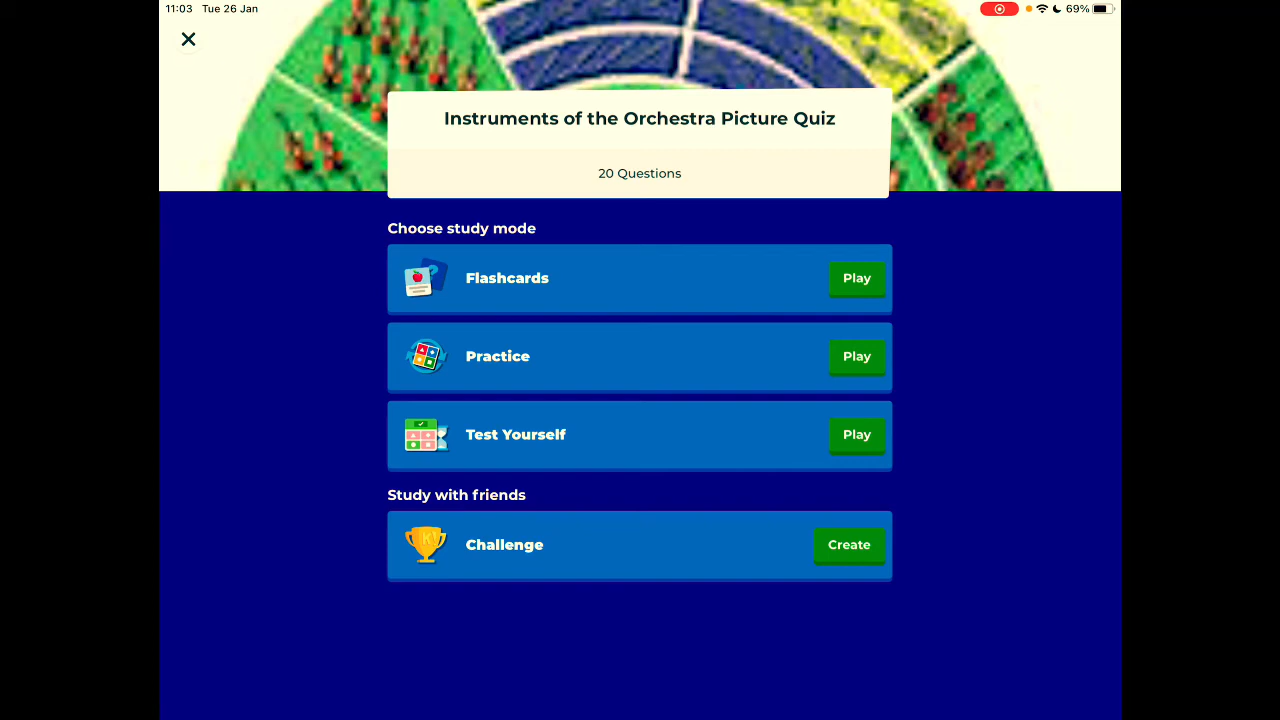 11:03 Tue 26 Jan
69%
Instruments of the Orchestra Picture Quiz
20 Questions
Choose study mode
Flashcards
Play
Practice
Play
Test Yourself
Play
Study with friends
Challenge
Create